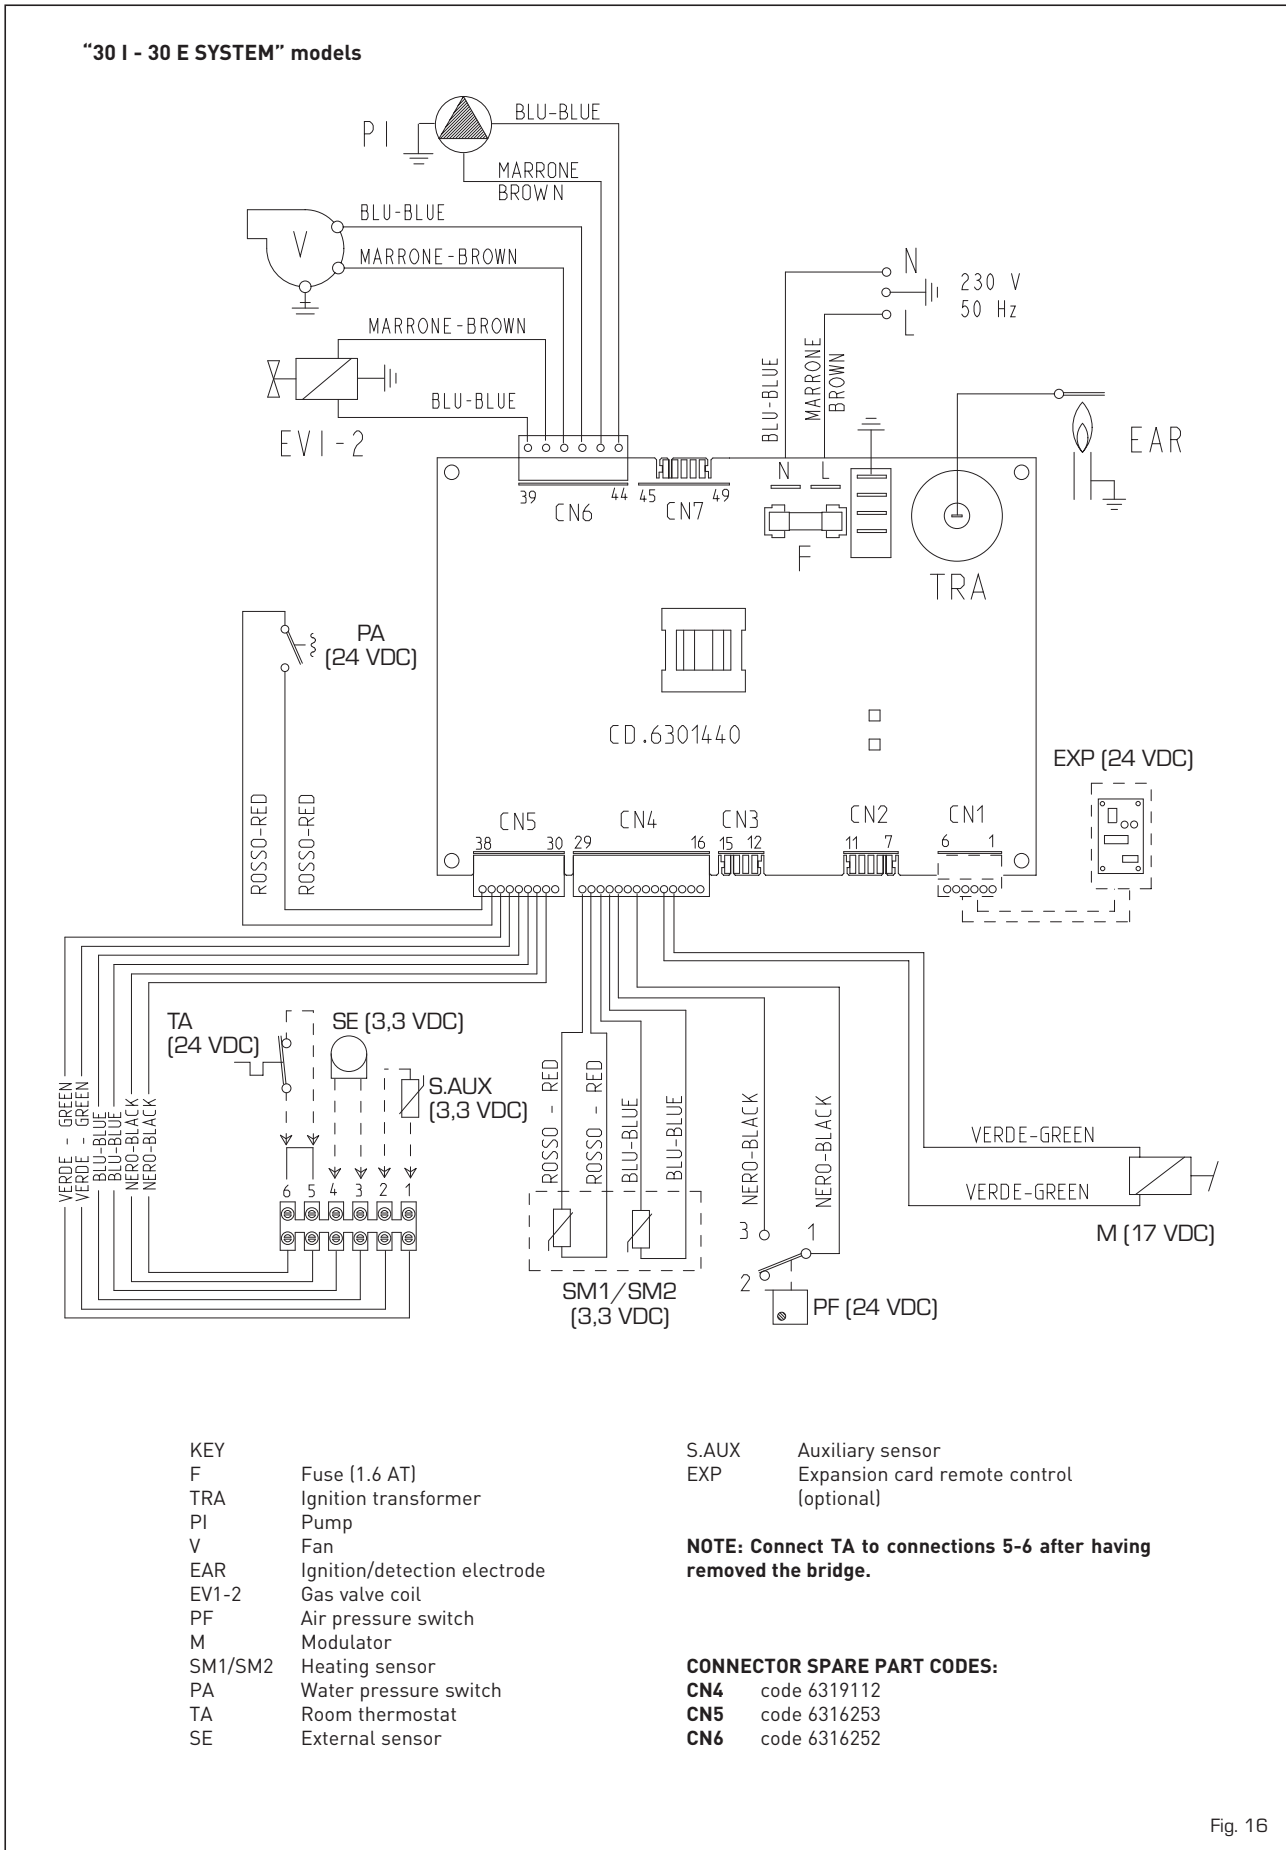 “30 I - 30 E SYSTEM” models
PI
BLU-BLUE
MARRONE
BROWN
BLU-BLUE
V
MARRONE-BROWN
N
230 V
50 Hz
L
MARRONE-BROWN
BLU-BLUE
MARRONE
BROWN
BLU-BLUE
EV1-2
EAR
39
44
CN6
45
49
CN7
N
L
F
TRA
PA
(24 VDC)
CD.6301440
EXP (24 VDC)
ROSSO-RED
ROSSO-RED
CN5
38
30
CN4
29
16
CN3
15
12
CN2
11
7
CN1
6
1
TA
(24 VDC)
SE (3,3 VDC)
S.AUX
(3,3 VDC)
VERDE - GREEN
VERDE - GREEN
BLU-BLUE
BLU-BLUE
NERO-BLACK
NERO-BLACK
6
5
4
3
2
1
ROSSO - RED
ROSSO - RED
BLU-BLUE
BLU-BLUE
NERO-BLACK
NERO-BLACK
VERDE-GREEN
VERDE-GREEN
M (17 VDC)
3
1
2
SM1/SM2
(3,3 VDC)
PF (24 VDC)
KEY
F Fuse (1.6 AT)
TRA Ignition transformer
PI Pump
V Fan
EAR Ignition/detection electrode
EV1-2 Gas valve coil
PF Air pressure switch
M Modulator
SM1/SM2 Heating sensor
PA Water pressure switch
TA Room thermostat
SE External sensor
S.AUX Auxiliary sensor
EXP Expansion card remote control
(optional)
NOTE: Connect TA to connections 5-6 after having
removed the bridge.
CONNECTOR SPARE PART CODES:
CN4 code 6319112
CN5 code 6316253
CN6 code 6316252
Fig. 16